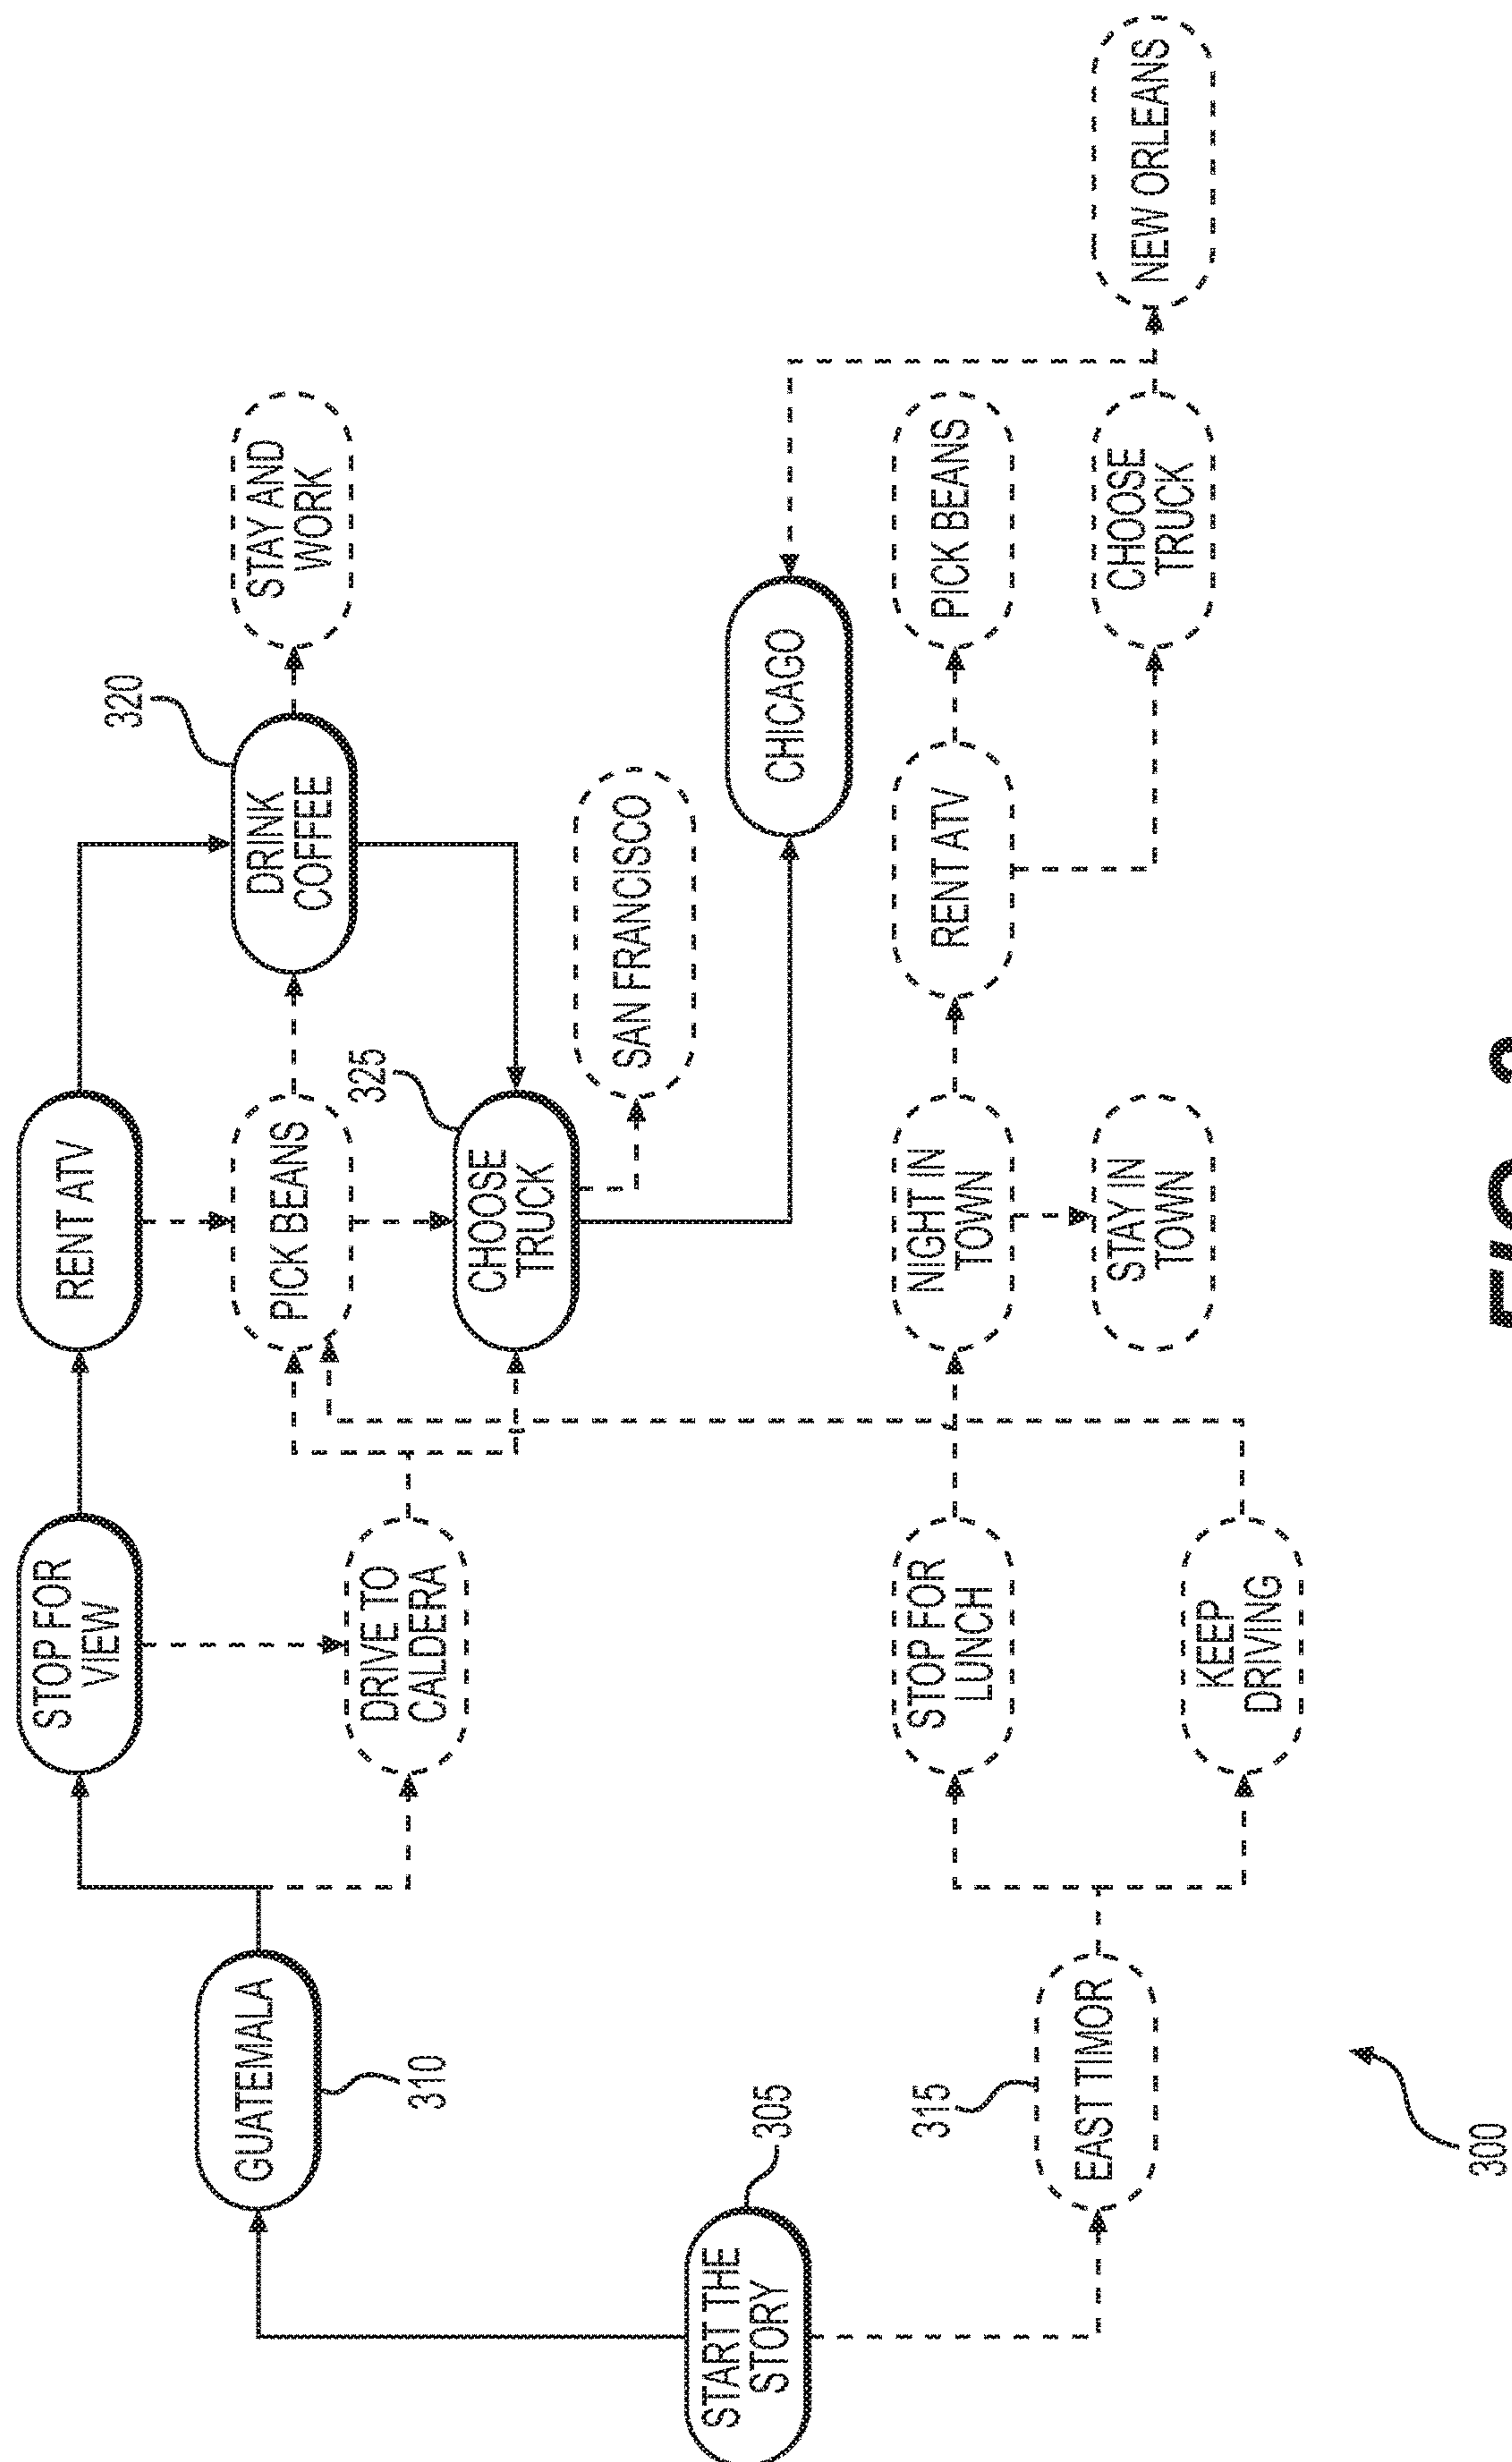 STOP FOR
VIEW
RENT ATV
320
STAY AND
WORK
GUATEMALA
310
DRIVE TO
CALDERA
PICK BEANS
DRINK
COFFEE
325
CHOOSE
TRUCK
SAN FRANCISCO
START THE
STORY
305
CHICAGO
315
EAST TIMOR
STOP FOR
LUNCH
NIGHT IN
TOWN
RENT ATV
PICK BEANS
KEEP
DRIVING
STAY IN
TOWN
CHOOSE
TRUCK
NEW ORLEANS
300